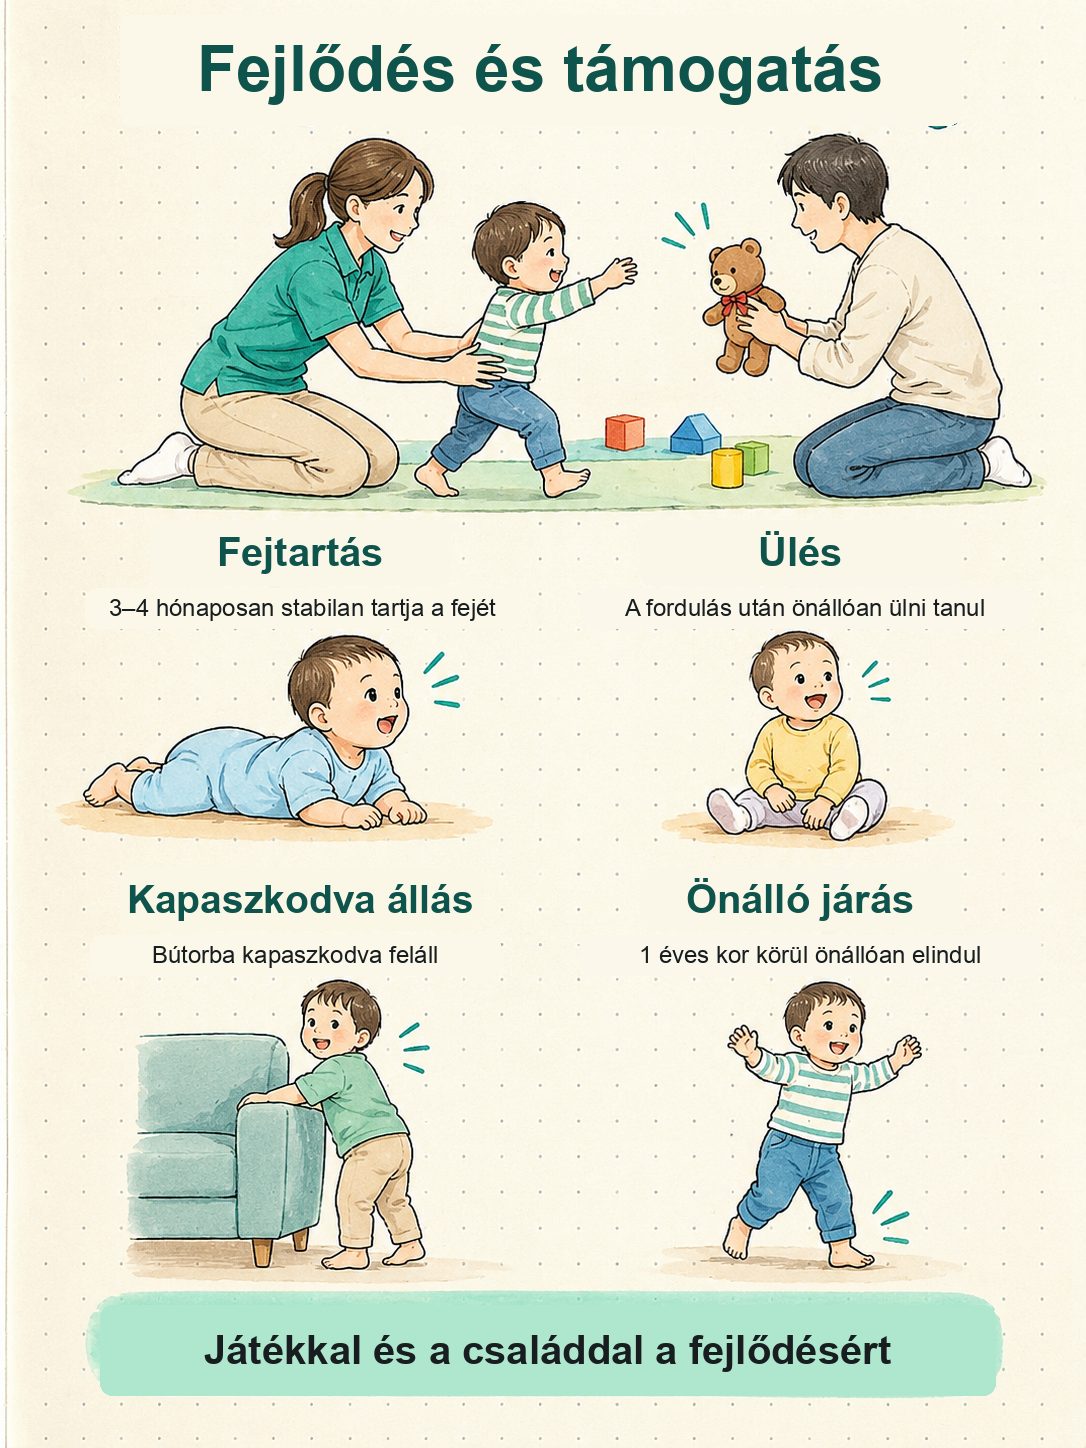 Fejlődés és támogatás
Fejtartás
3–4 hónaposan stabilan tartja a fejét
Ülés
A fordulás után önállóan ülni tanul
Kapaszkodva állás
Bútorba kapaszkodva feláll
Önálló járás
1 éves kor körül önállóan elindul
Játékkal és a családdal a fejlődésért